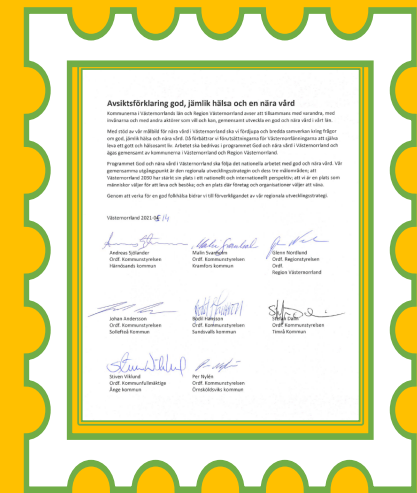 Avsiktsförklaring god, jämlik hälsa och en nära vård
Kommunerna i Västernorrlands län och Region Västernorrland avser att tillsammans med varandra, med
invånarna och med andra aktörer som vill och kan, gemensamt utveckla en god och nära vård i vårt län.
Med stöd av vår målbild för nära vård i Västernorrland ska vi fördjupa och bredda samverkan kring frågor
om god, jämlik hälsa och nära vård. Då förbättrar vi förutsättningarna för Västernorrlänningarna att själva
leva ett gott och hälsosamt liv. Arbetet ska bedrivas i programmet God och nära vård i Västernorrland och
ägas gemensamt av kommunerna i Västernorrland och Region Västernorrland.
Programmet God och nära vård i Västernorrland ska följa det nationella arbetet med god och nära vård. Vår
gemensamma utgångspunkt är den regionala utvecklingsstrategin och dess tre målområden; att
Västernorrland 2030 har stärkt sin plats i ett nationellt och internationellt perspektiv, att vi är en plats som
människor väljer för att leva och besöka; och en plats där företag och organisationer väljer att växa.
Genom att verka för en god folkhälsa bidrar vi till förverkligandet av vår regionala utvecklingsstrategi.
Västernorrland 2021-
Andreas Sjölander
Ordf. Kommunstyrelsen
Härnösands kommun
Malin Svanholm
Ordf. Kommunstyrelsen
Kramfors kommun
Glenn Nordlund
Ordf. Regionstyrelsen
Ordf.
Region Västernorrland
Johan Andersson
Ordf. Kommunstyrelsen
Sollefteå kommun
Bodil Hansson
Ordf. Kommunstyrelsen
Sundsvalls kommun
Stefan Dalin
Ordf. Kommunstyrelsen
Timrå Kommun
Stiven Wiklund
Ordf. Kommunfullmäktige
Ånge kommun
Per Nylén
Ordf. Kommunstyrelsen
Örnsköldsviks kommun